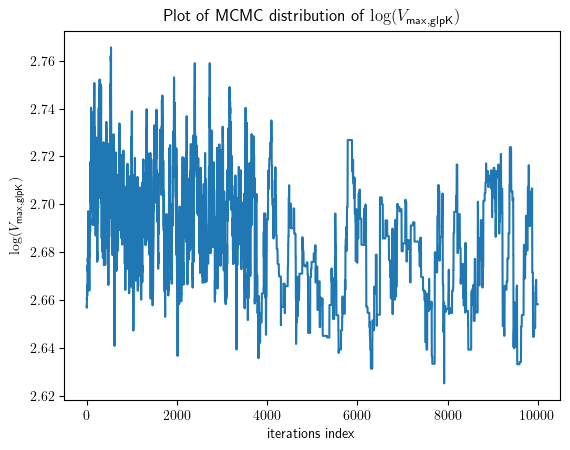 Plot of MCMC distribution of log(V_max,glpK)
log(V_max,glpK)
2.76
2.74
2.72
2.70
2.68
2.66
2.64
2.62
0 2000 4000 6000 8000 10000
iterations index